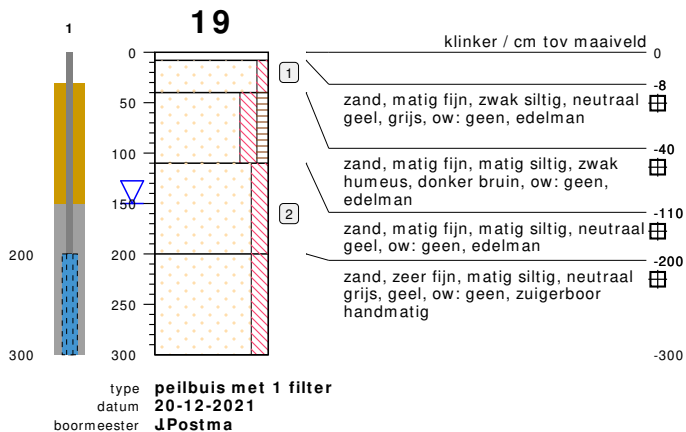 19
1
klinker / cm tov maaiveld
0
0
-8
1
zand, matig fijn, zwak siltig, neutraal
geel, grijs, ow: geen, edelman
50
-40
100
zand, matig fijn, matig siltig, zwak
humeus, donker bruin, ow: geen,
edelman
150
2
-110
zand, matig fijn, matig siltig, neutraal
geel, ow: geen, edelman
200
200
-200
zand, zeer fijn, matig siltig, neutraal
grijs, geel, ow: geen, zuigerboor
handmatig
250
300
300
-300
type peilbuis met 1 filter
datum 20-12-2021
boormeester J.Postma